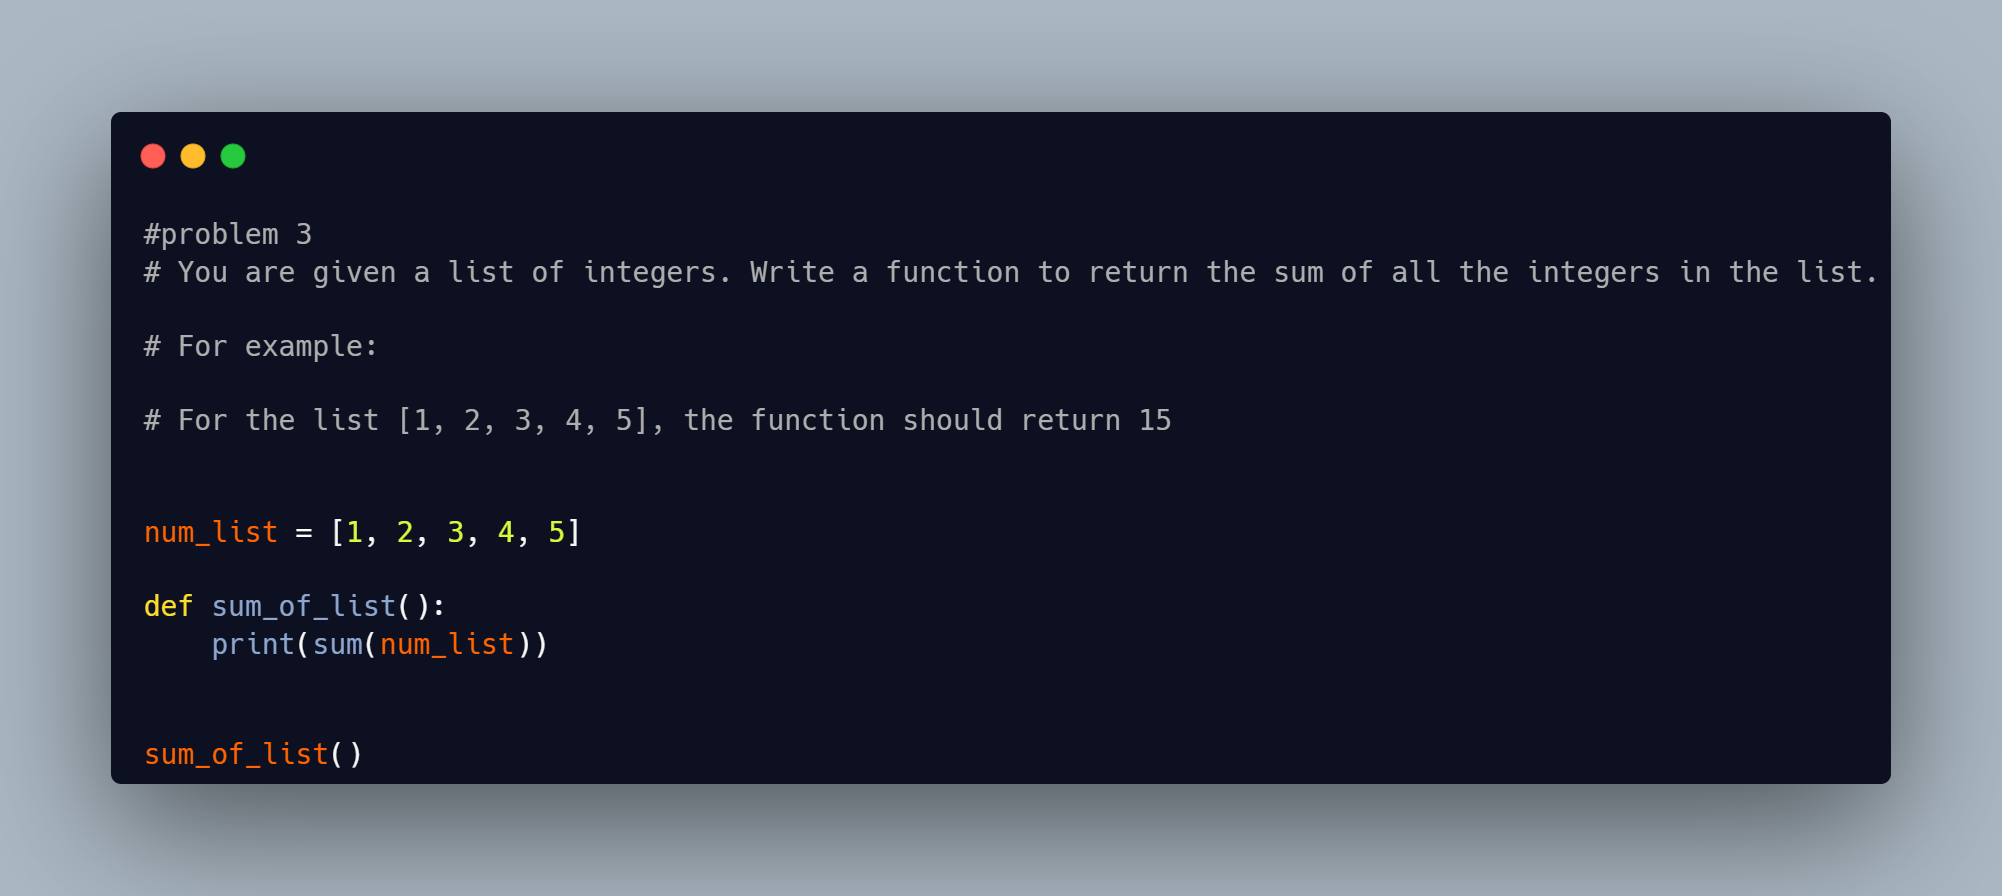 #problem 3
# You are given a list of integers. Write a function to return the sum of all the integers in the list.
# For example:
# For the list [1, 2, 3, 4, 5], the function should return 15
num_list = [1, 2, 3, 4, 5]
def sum_of_list():
    print(sum(num_list))
sum_of_list()